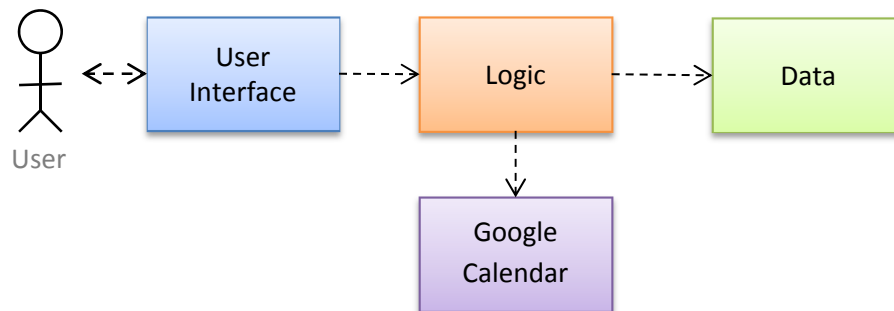 User
Interface
Logic
Data
User
Google
Calendar